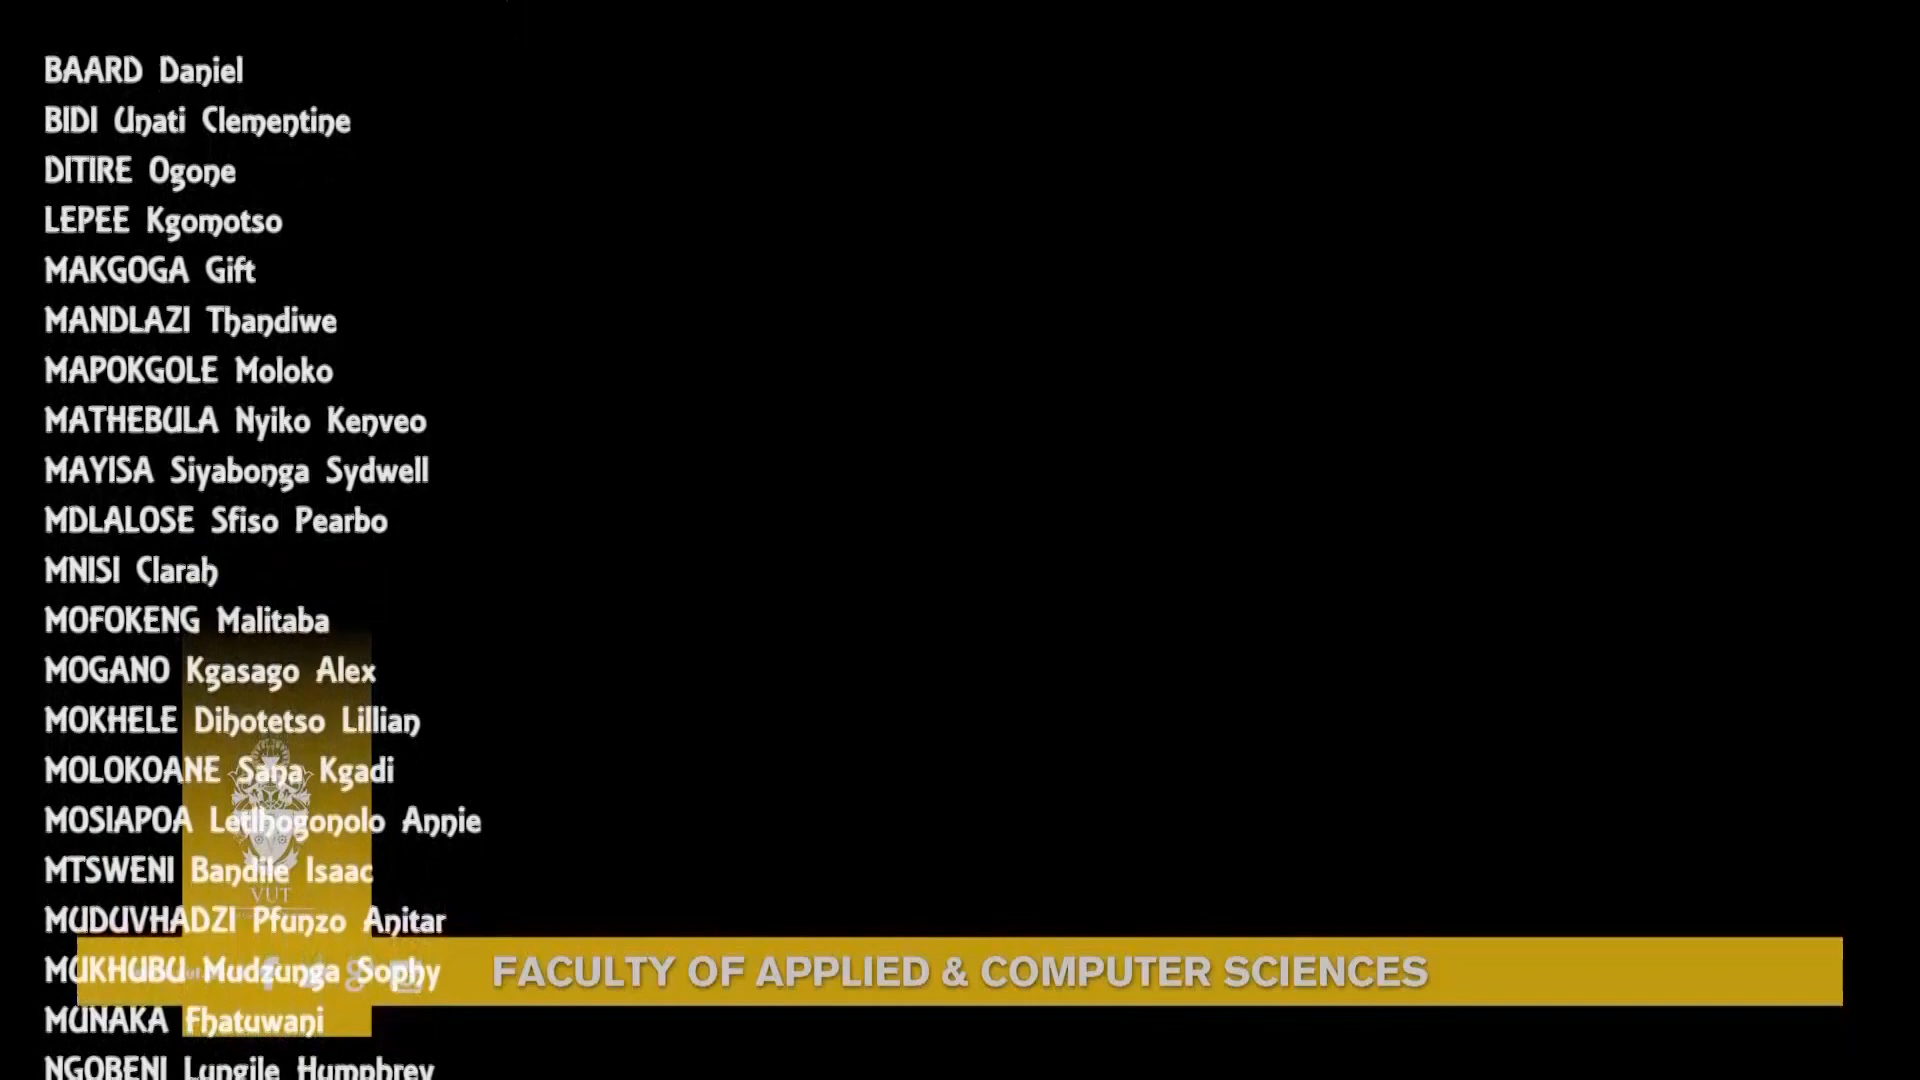 BAARD Daniel
BIDI Unati Clementine
DITIRE Ogone
LEPEE Kgomotso
MAKGOGA Gift
MANDLAZI Thandiwe
MAPOKGOLE Moloko
MATHEBULA Nyiko Kenveo
MAYISA Siyabonga Sydwell
MDLALOSE Sfiso Pearbo
MNISI Clarah
MOFOKENG Malitaba
MOGANO Kgasago Alex
MOKHELE Dihotetso Lillian
MOLOKOANE Sana Kgadi
MOSIAPOA Letlhogonolo Annie
MTSWENI Bandile Isaac
VUT
MUDUVHADZI Pfunzo Anitar
MUKHUBU Mudzunga Sophy
FACULTY OF APPLIED & COMPUTER SCIENCES
MUNAKA Fhatuwani
NGOBENI Lungile Humphrey